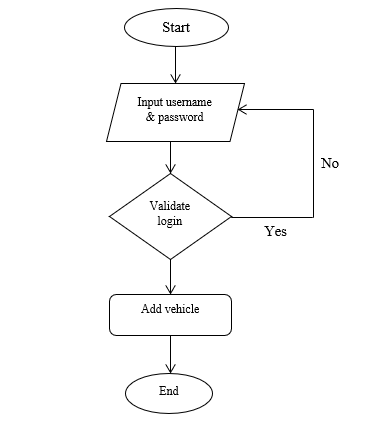 Start
Input username
& password
No
Validate
login
Yes
Add vehicle
End